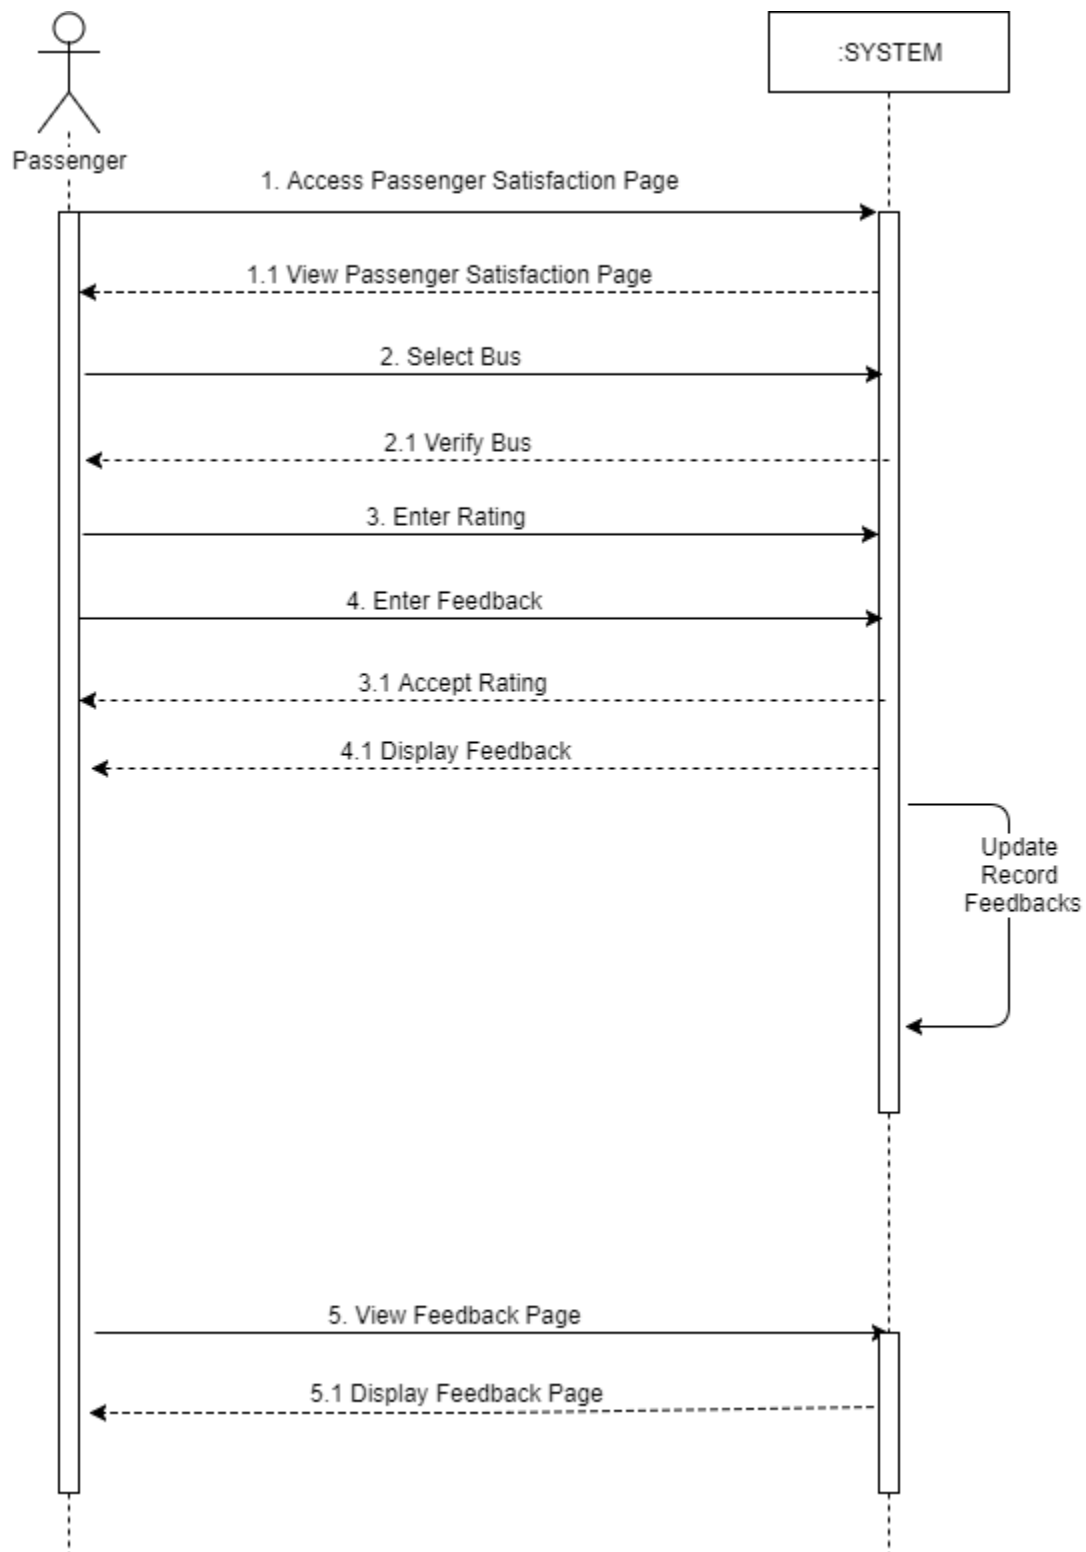 :SYSTEM
Passenger
1. Access Passenger Satisfaction Page
1.1 View Passenger Satisfaction Page
2. Select Bus
2.1 Verify Bus
3. Enter Rating
4. Enter Feedback
3.1 Accept Rating
4.1 Display Feedback
Update
Record
Feedbacks
5. View Feedback Page
5.1 Display Feedback Page